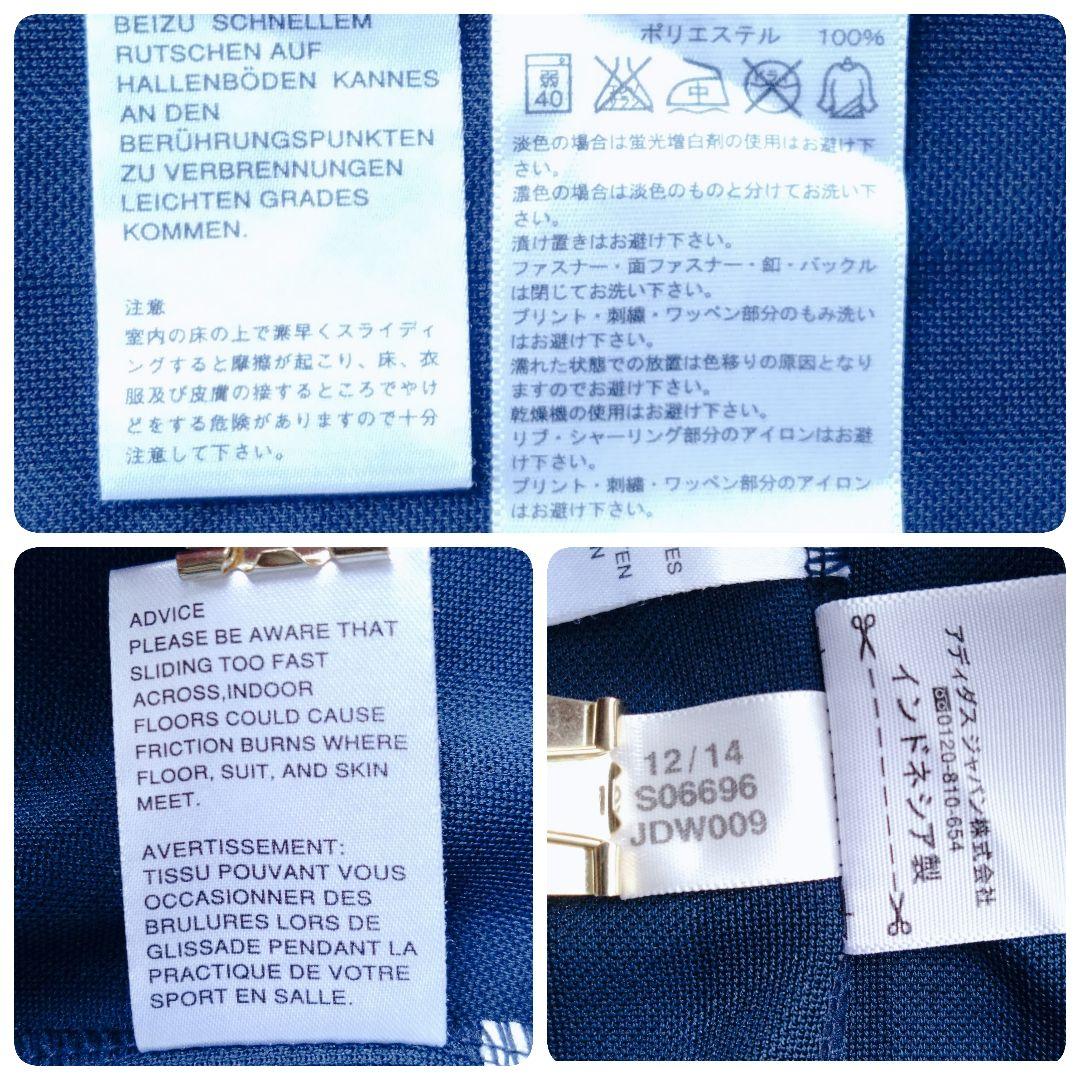 BEIZU SCHNELLEM
RUTSCHEN AUF
HALLENBÖDEN KANNES
AN DEN
BERÜHRUNGSPUNKTEN
ZU VERBRENNUNGEN
LEICHTEN GRADES
KOMMEN.
注意
室内の床の上で素早くスライディ
ングすると摩擦が起こり、床、衣
服及び皮膚の接するところでやけ
どをする危険がありますので十分
注意して下さい。
ポリエステル 100%
弱
40
中
淡色の場合は蛍光増白剤の使用はお避け下
さい。
濃色の場合は淡色のものと分けてお洗い下
さい。
漬け置きはお避け下さい。
ファスナー・面ファスナー・釦・バックル
は閉じてお洗い下さい。
プリント・刺繍・ワッペン部分のもみ洗い
はお避け下さい。
濡れた状態での放置は色移りの原因となり
ますのでお避け下さい。
乾燥機の使用はお避け下さい。
リブ・シャーリング部分のアイロンはお避
け下さい。
プリント・刺繍・ワッペン部分のアイロン
はお避け下さい。
ADVICE
PLEASE BE AWARE THAT
SLIDING TOO FAST
ACROSS,INDOOR
FLOORS COULD CAUSE
FRICTION BURNS WHERE
FLOOR, SUIT, AND SKIN
MEET.
AVERTISSEMENT:
TISSU POUVANT VOUS
OCCASIONNER DES
BRULURES LORS DE
GLISSADE PENDANT LA
PRACTIQUE DE VOTRE
SPORT EN SALLE.
12/14
S06696
JDW009
アディダス ジャパン株式会社
0120-810-654
インドネシア製